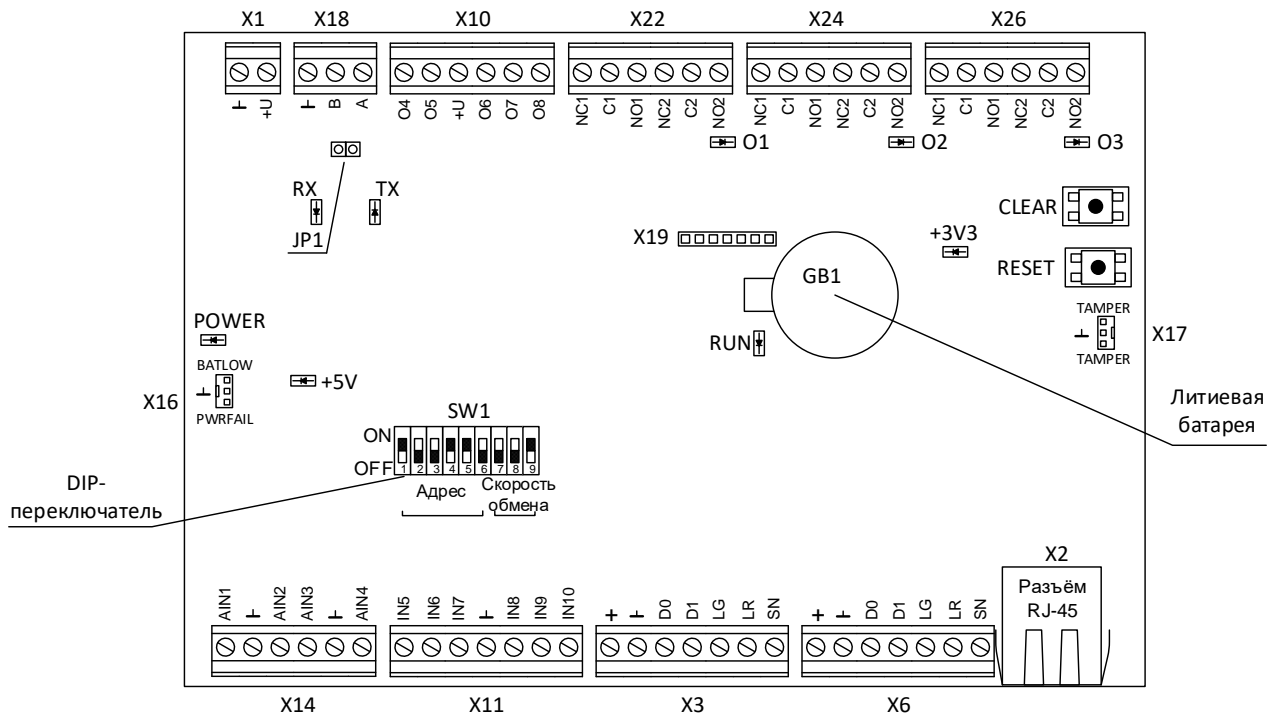 X1 X18 X10 X22 X24 X26
+U
B
A
O4
O5
+U
O6
O7
O8
NC1
C1
NO1
NC2
C2
NO2
NC1
C1
NO1
NC2
C2
NO2
NC1
C1
NO1
NC2
C2
NO2
O1
O2
O3
RX TX
JP1
CLEAR
X19
+3V3
RESET
GB1
TAMPER
X17
TAMPER
POWER
RUN
BATLOW
X16
PWRFAIL
+5V
Литиевая
батарея
SW1
ON
OFF
1 2 3 4 5 6 7 8 9
Адрес
Скорость
обмена
DIP-
переключатель
X2
Разъём
RJ-45
AIN1
AIN2
AIN3
AIN4
IN5
IN6
IN7
IN8
IN9
IN10
+
D0
D1
LG
LR
SN
+
D0
D1
LG
LR
SN
X14 X11 X3 X6